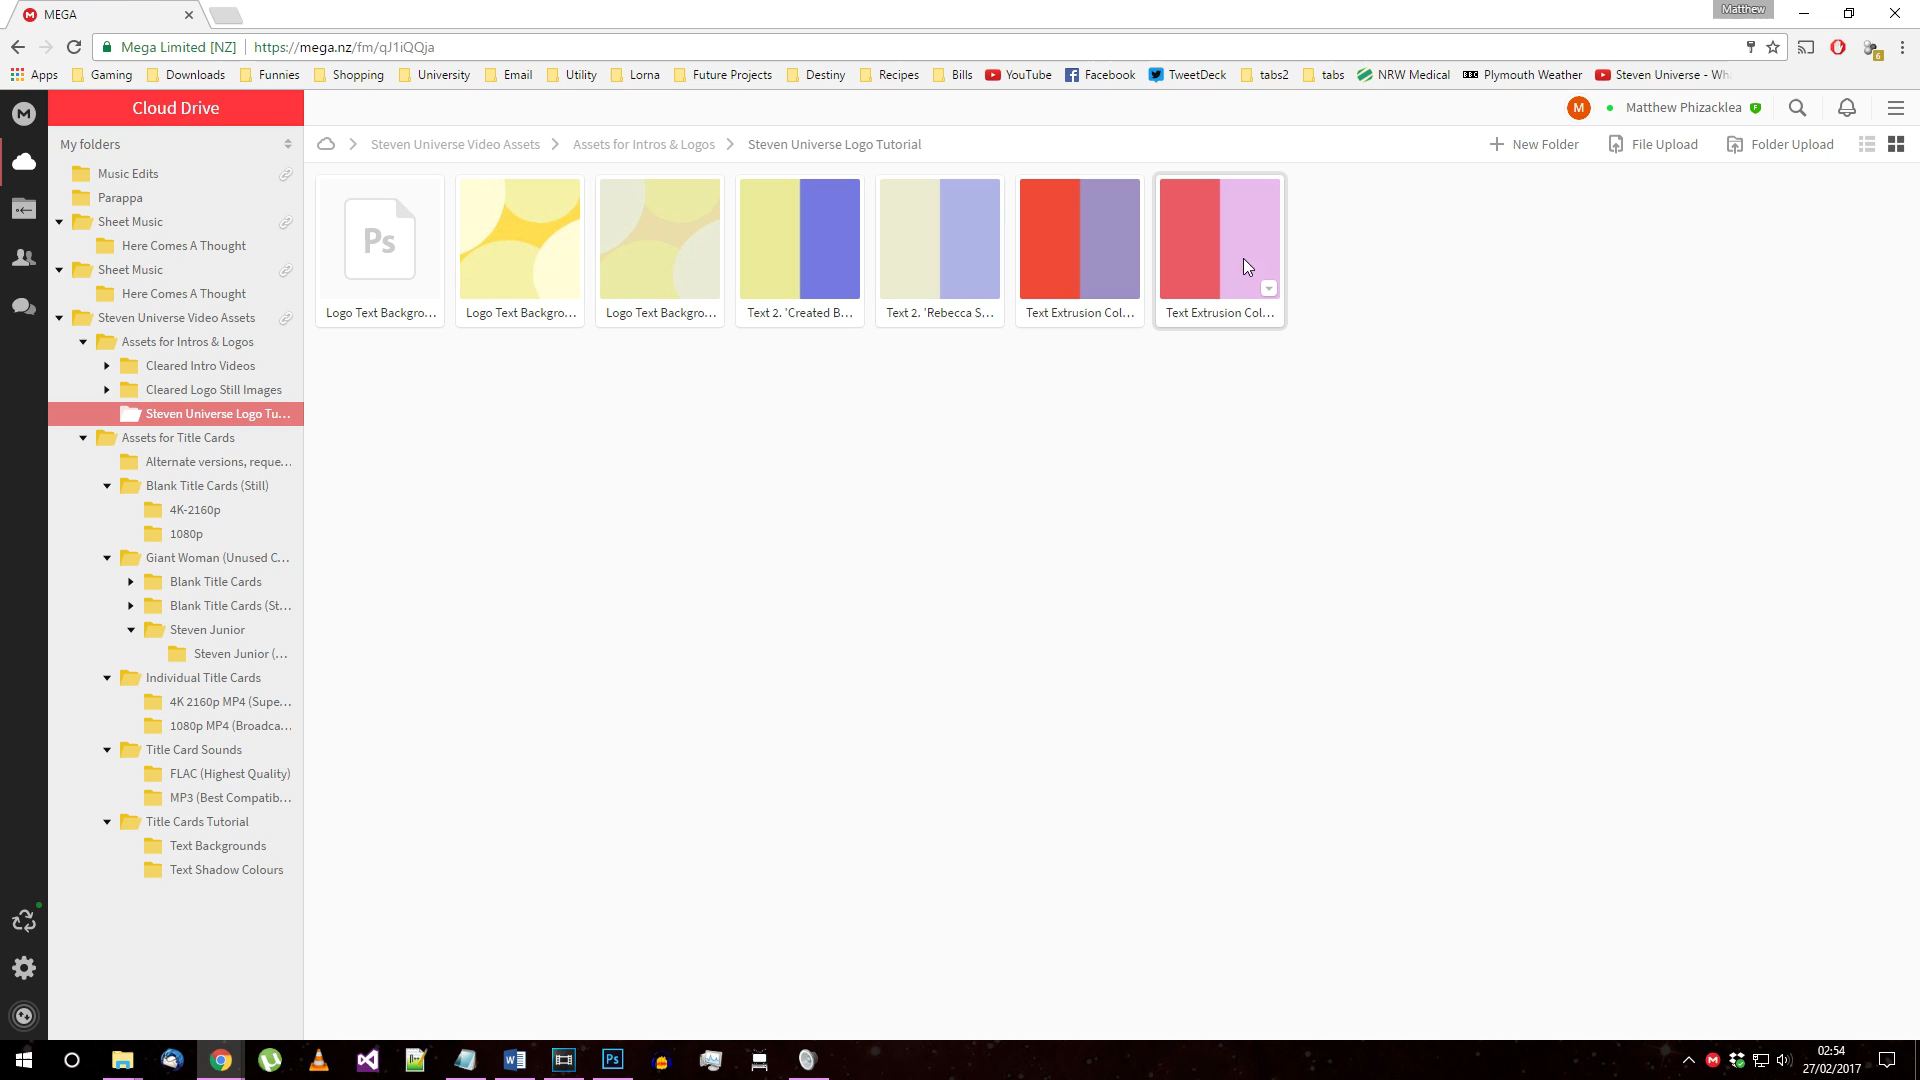 MEGA
Matthew
Mega Limited [NZ]
https://mega.nz/fm/qJ1iQQja
Apps
Gaming
Downloads
Funnies
Shopping
University
Email
Utility
Lorna
Future Projects
Destiny
Recipes
Bills
YouTube
Facebook
TweetDeck
tabs2
tabs
NRW Medical
BBC
Plymouth Weather
Steven Universe - Wh
Cloud Drive
M
Matthew Phizacklea
My folders
Steven Universe Video Assets
Assets for Intros & Logos
Steven Universe Logo Tutorial
New Folder
File Upload
Folder Upload
Music Edits
Parappa
Sheet Music
Here Comes A Thought
Sheet Music
Here Comes A Thought
Steven Universe Video Assets
Assets for Intros & Logos
Cleared Intro Videos
Cleared Logo Still Images
Steven Universe Logo Tu...
Assets for Title Cards
Alternate versions, reque...
Blank Title Cards (Still)
4K-2160p
1080p
Giant Woman (Unused C...
Blank Title Cards
Blank Title Cards (St...
Steven Junior
Steven Junior (...
Individual Title Cards
4K 2160p MP4 (Supe...
1080p MP4 (Broadca...
Title Card Sounds
FLAC (Highest Quality)
MP3 (Best Compatib...
Title Cards Tutorial
Text Backgrounds
Text Shadow Colours
Ps
Logo Text Backgro...
Logo Text Backgro...
Logo Text Backgro...
Text 2. 'Created B...
Text 2. 'Rebecca S...
Text Extrusion Col...
Text Extrusion Col...
Ps
02:54
27/02/2017